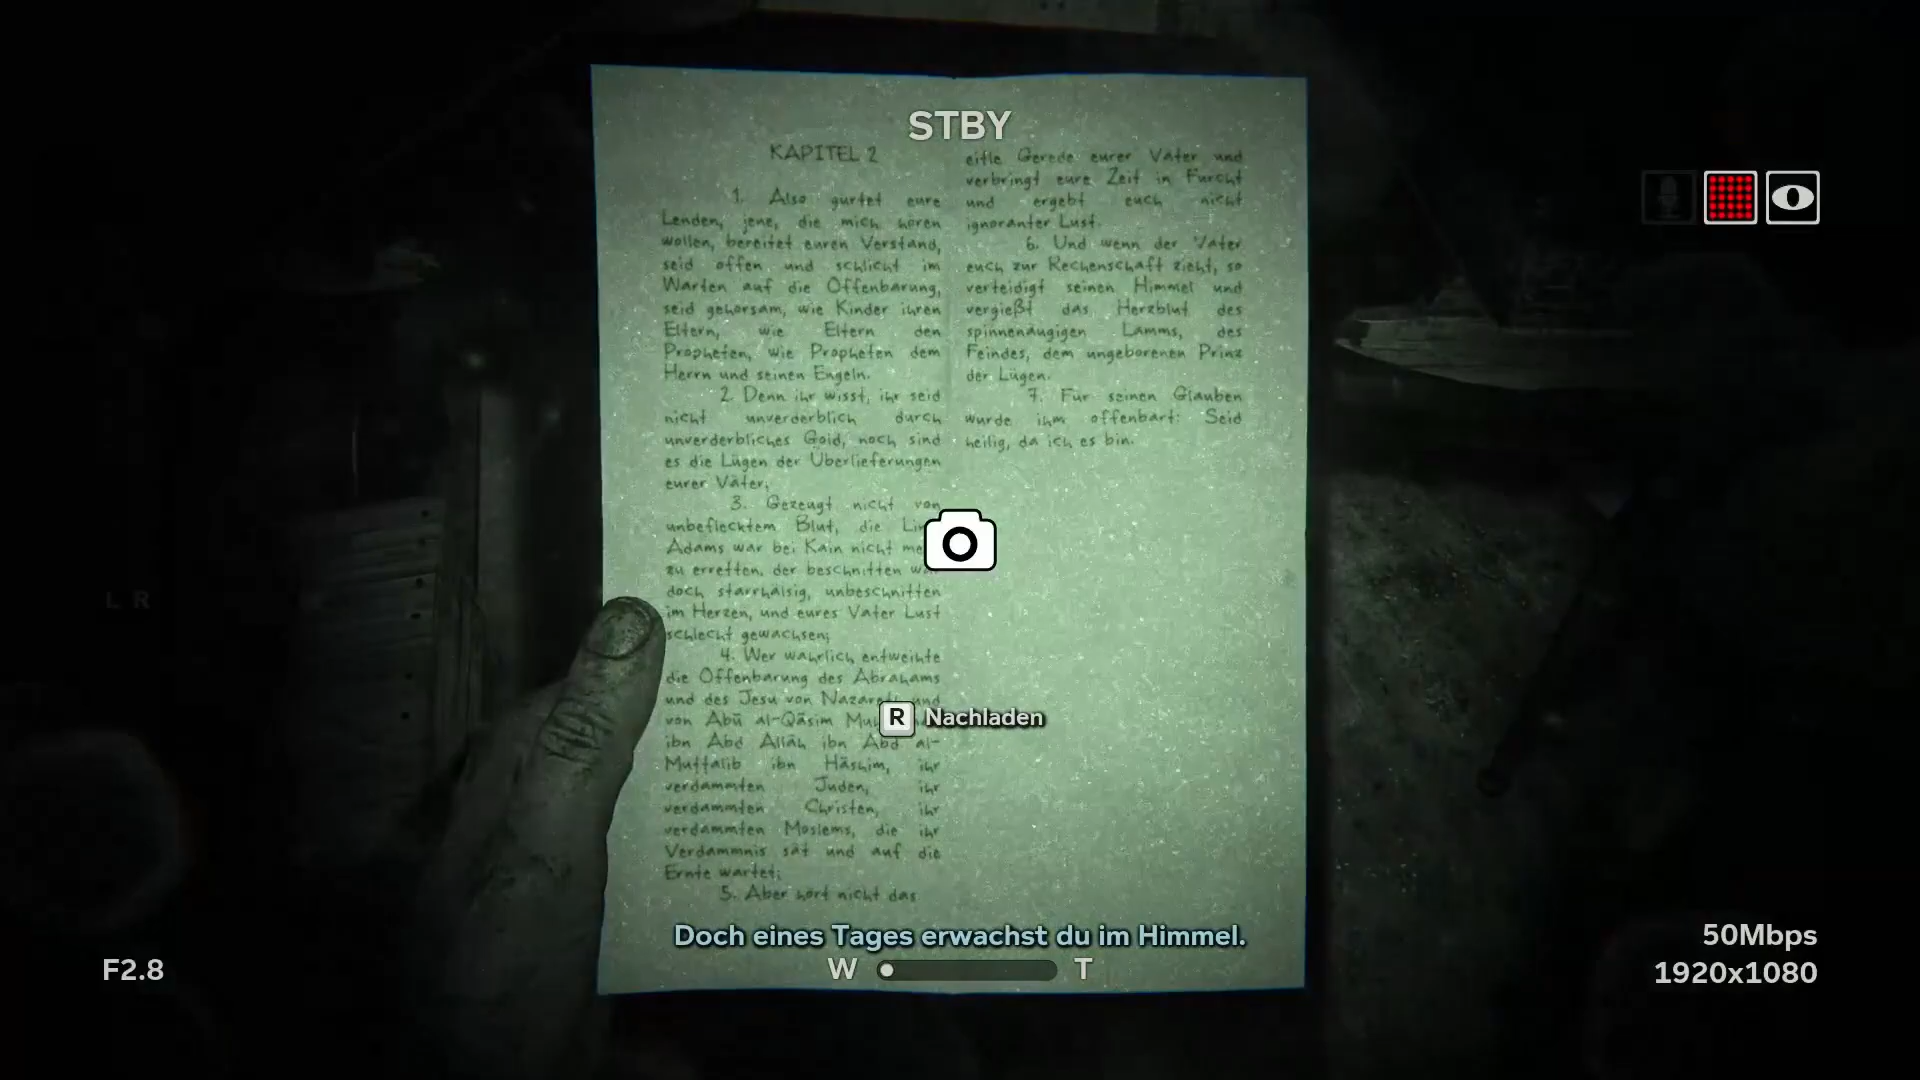 STBY
KAPITEL 2
1. Also gürtet eure
Lenden, jene, die mich hören
wollen, bereitet euren Verstand,
seid offen und schlicht im
Warten auf die Offenbarung,
seid gehorsam, wie Kinder ihren
Eltern, wie Eltern den
Propheten, wie Propheten dem
Herrn und seinen Engeln.
2. Denn ihr wisst, ihr seid
nicht unverderblich durch
unverderbliches Gold, noch sind
es die Lügen der Überlieferungen
eurer Väter;
3. Gezeugt nicht von
unbeflecktem Blut, die
Adams war bei Kain nicht
zu erretten, der beschnitten
doch starrhälsig, unbeschnitten
im Herzen, und eures Vater Lust
schlecht gewachsen;
4. Wer wahrlich entweihte
die Offenbarung des Abrahams
und des Jesu von und
von Abū al-Qāsim
ibn Abd Allāh ibn Abd al-
Muttalib ibn Hāshim, ihr
verdammten Juden, ihr
verdammten Christen, ihr
verdammten Moslems, die ihr
Verdammnis sät und auf die
Ernte wartet;
5. Aber hört nicht das
eitle Gerede eurer Väter und
verbringt eure Zeit in Furcht
und ergebt euch nicht
ignoranter Lust.
6. Und wenn der Vater
euch zur Rechenschaft zieht, so
verteidigt seinen Himmel und
vergießt das Herzblut des
spinnenäugigen Lamms, des
Feindes, dem ungeborenen Prinz
der Lügen.
7. Für seinen Glauben
wurde ihm offenbart: Seid
heilig, da ich es bin.
R Nachladen
L R
Doch eines Tages erwachst du im Himmel.
W T
F2.8
50Mbps
1920x1080